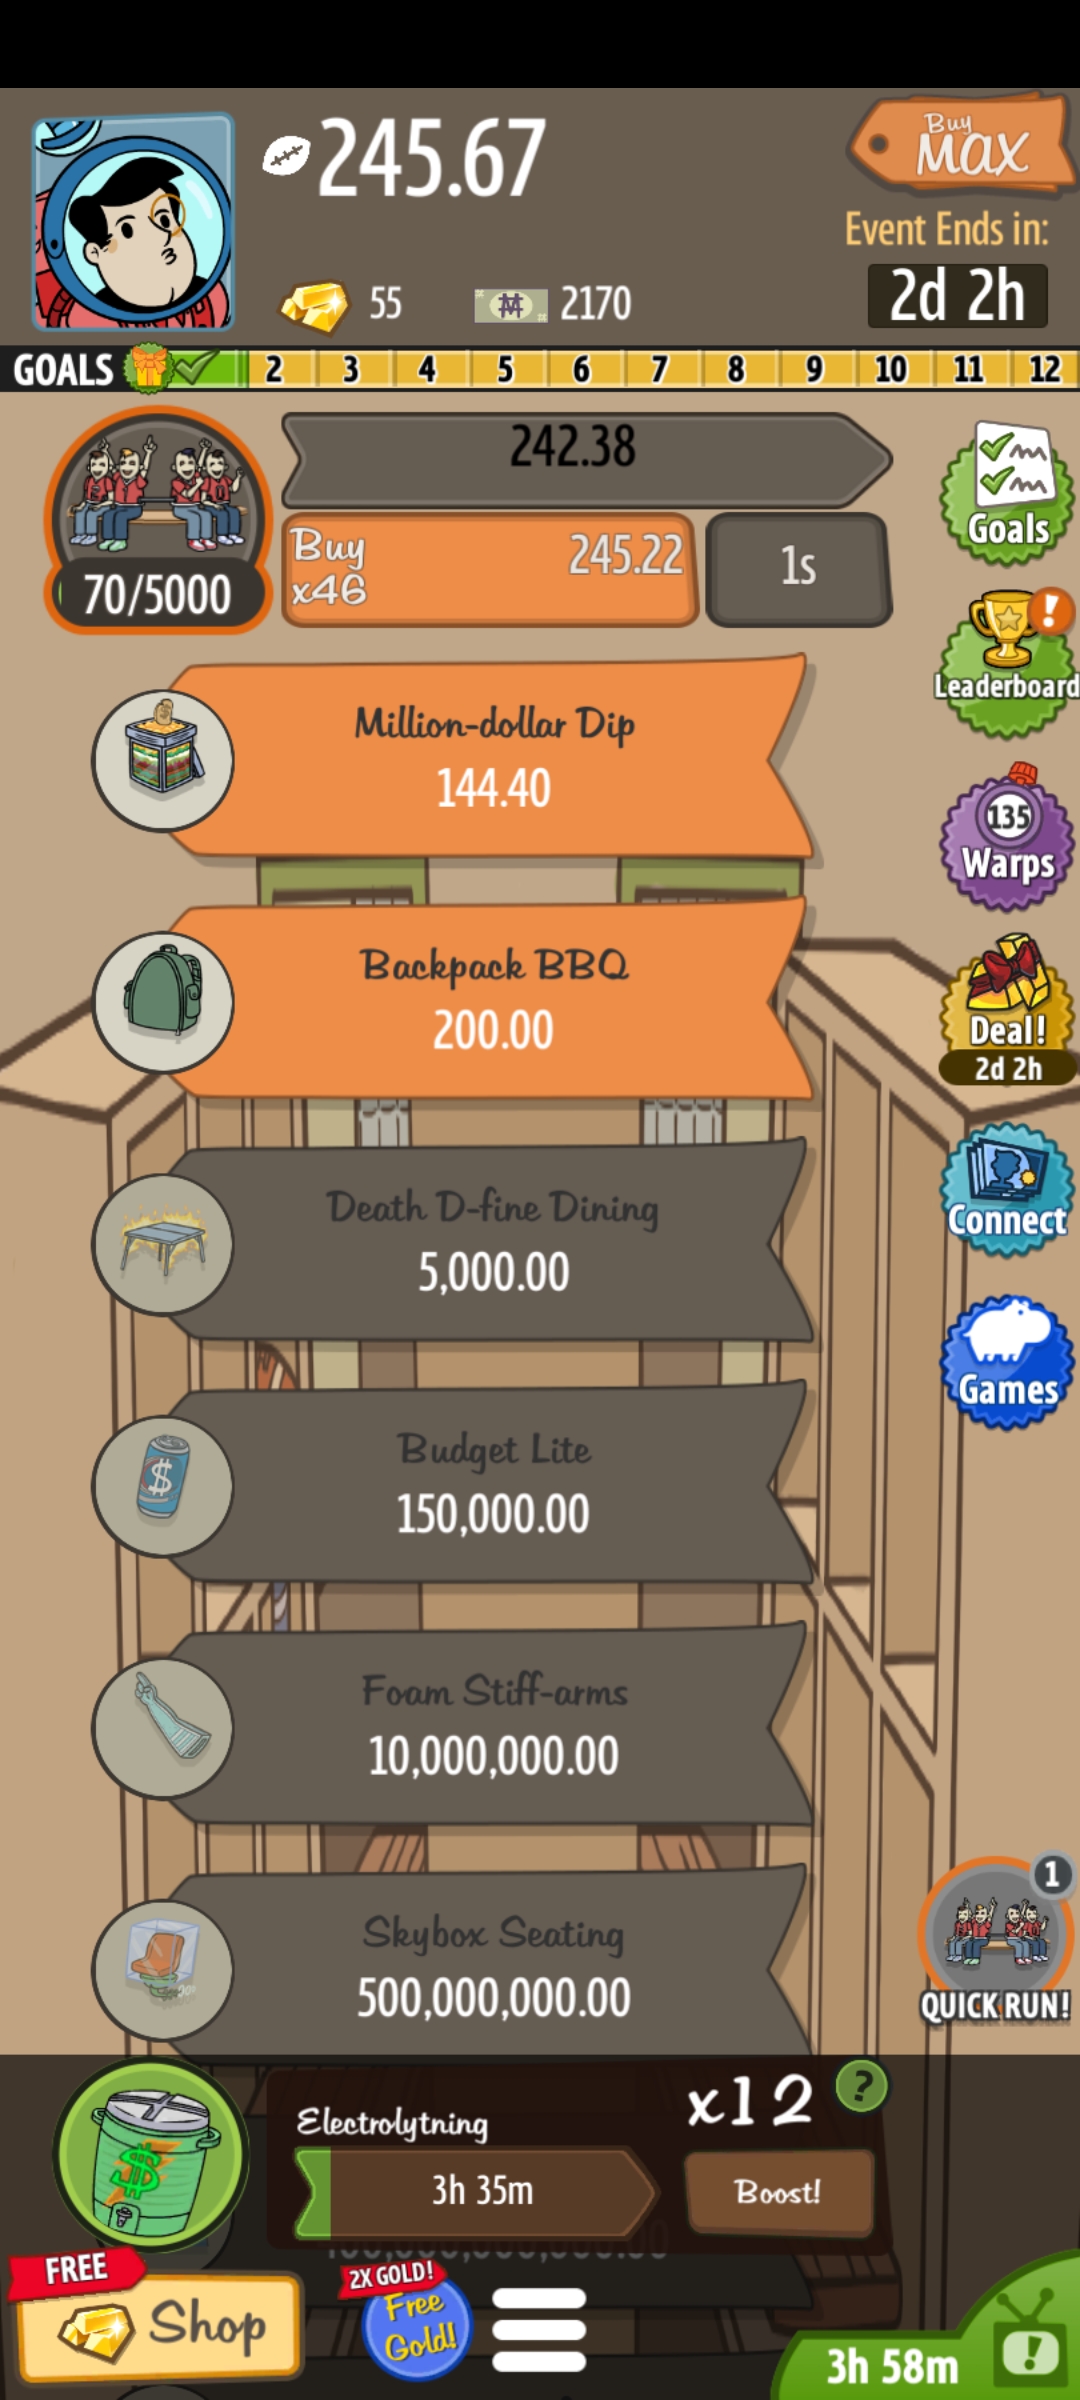 245.67
Buy
MAX
Event Ends in:
55
2170
2d 2h
GOALS 2 3 4 5 6 7 8 9 10 11 12
242.38
Buy
x46
245.22
1s
70/5000
Goals
Leaderboard
Million-dollar Dip
144.40
135
Warps
Backpack BBQ
200.00
Deal!
2d 2h
Death D-fine Dining
5,000.00
Connect
Games
Budget Lite
150,000.00
Foam Stiff-arms
10,000,000.00
1
QUICK RUN!
Skybox Seating
500,000,000.00
Electrolytning
x12
?
3h 35m
Boost!
FREE
Shop
2X GOLD!
Free
Gold!
3h 58m